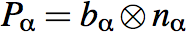 Pα = bα ⊗ nα